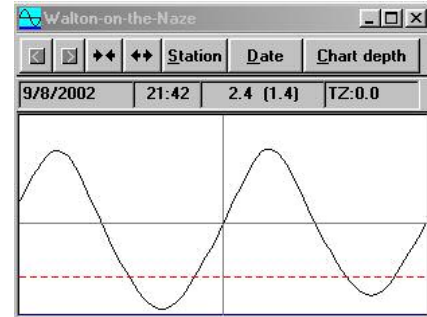 Walton-on-the-Naze
Station Date Chart depth
9/8/2002 21:42 2.4 (1.4) TZ:0.0